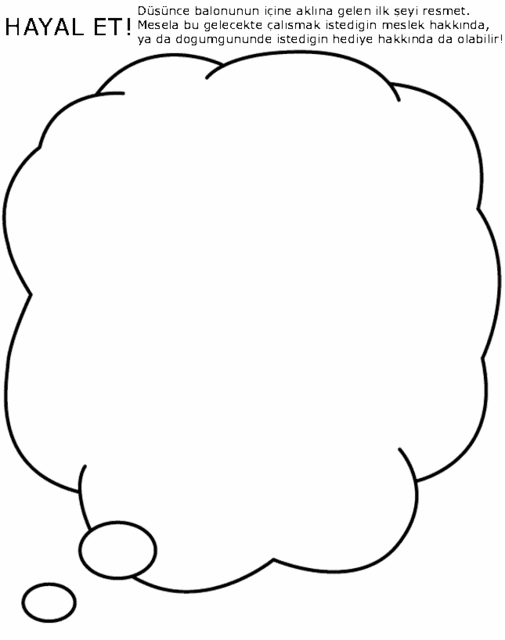 HAYAL ET!
Düsünce balonunun içine aklına gelen ilk şeyi resmet.
Mesela bu gelecekte çalısmak istedigin meslek hakkında,
ya da dogumgununde istedigin hediye hakkında da olabilir!